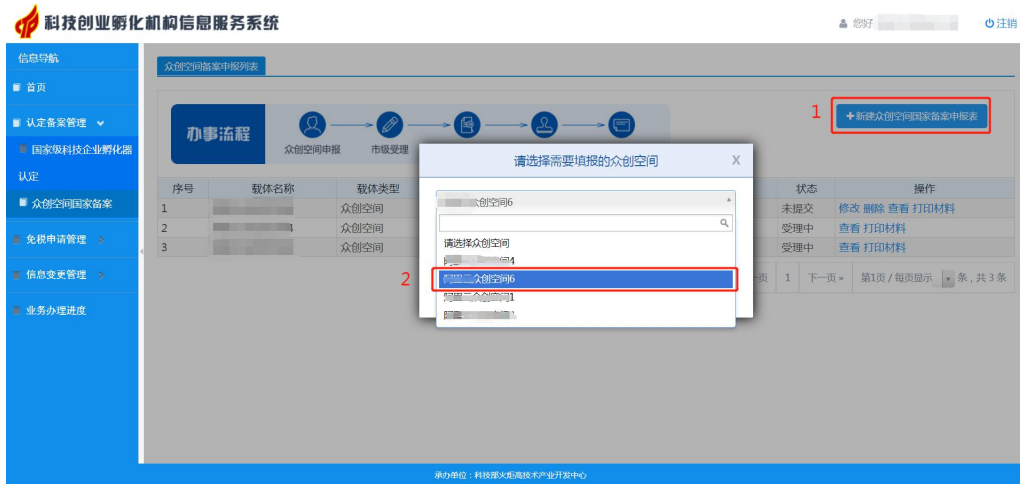 科技创业孵化机构信息服务系统
您好
注销
信息导航
首页
认定备案管理
国家级科技企业孵化器
认定
众创空间国家备案
免税申请管理
信息变更管理
业务办理进度
众创空间备案申报列表
办事流程
众创空间申报
市级受理
1
+新建众创空间国家备案申报表
请选择需要填报的众创空间
X
众创空间6
请选择众创空间
4
2
众创空间6
众创空间1
序号 载体名称 载体类型 状态 操作
1 众创空间 未提交 修改 删除 查看 打印材料
2 众创空间 受理中 查看 打印材料
3 众创空间 受理中 查看 打印材料
一页 1 下一页» 第1页/每页显示 条,共3条
承办单位:科技部火炬高技术产业开发中心